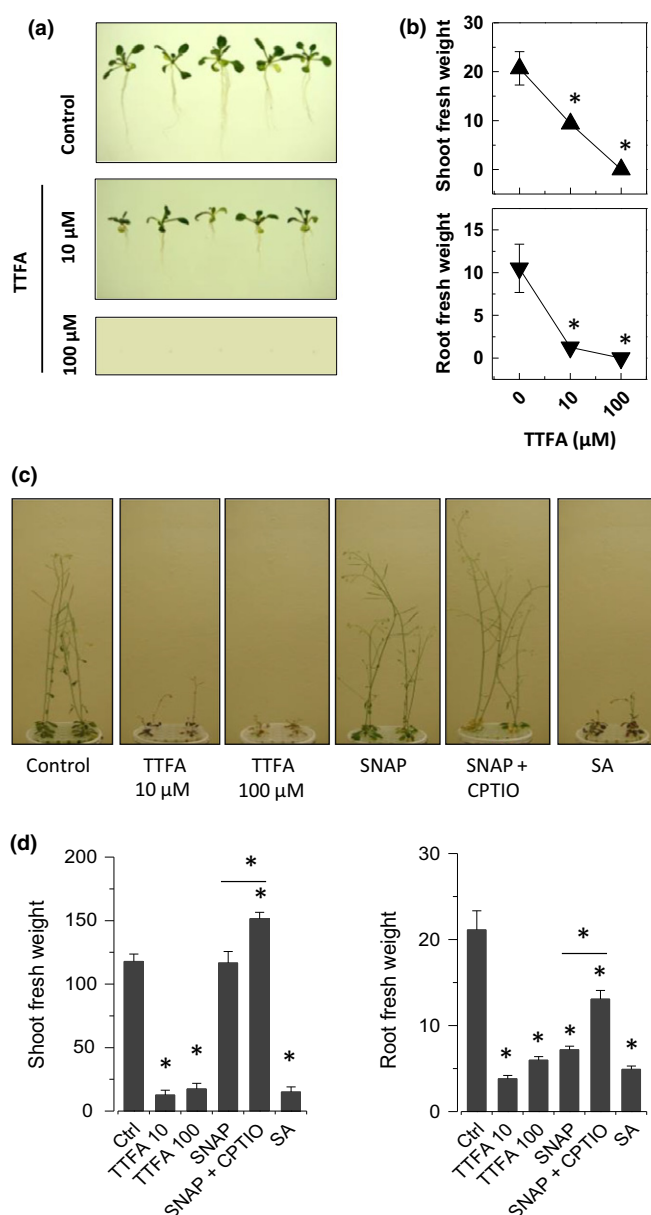 (a)
Control
TTFA
10 µM
100 µM
(b)
Shoot fresh weight
30
20
10
0
*
*
Root fresh weight
15
10
5
0
*
*
0
10
100
TTFA (µM)
(c)
Control
TTFA
10 µM
TTFA
100 µM
SNAP
SNAP +
CPTIO
SA
(d)
Shoot fresh weight
200
150
100
50
0
*
*
*
*
*
Ctrl
TTFA 10
TTFA 100
SNAP
SNAP + CPTIO
SA
Root fresh weight
30
20
10
0
*
*
*
*
*
*
Ctrl
TTFA 10
TTFA 100
SNAP
SNAP + CPTIO
SA